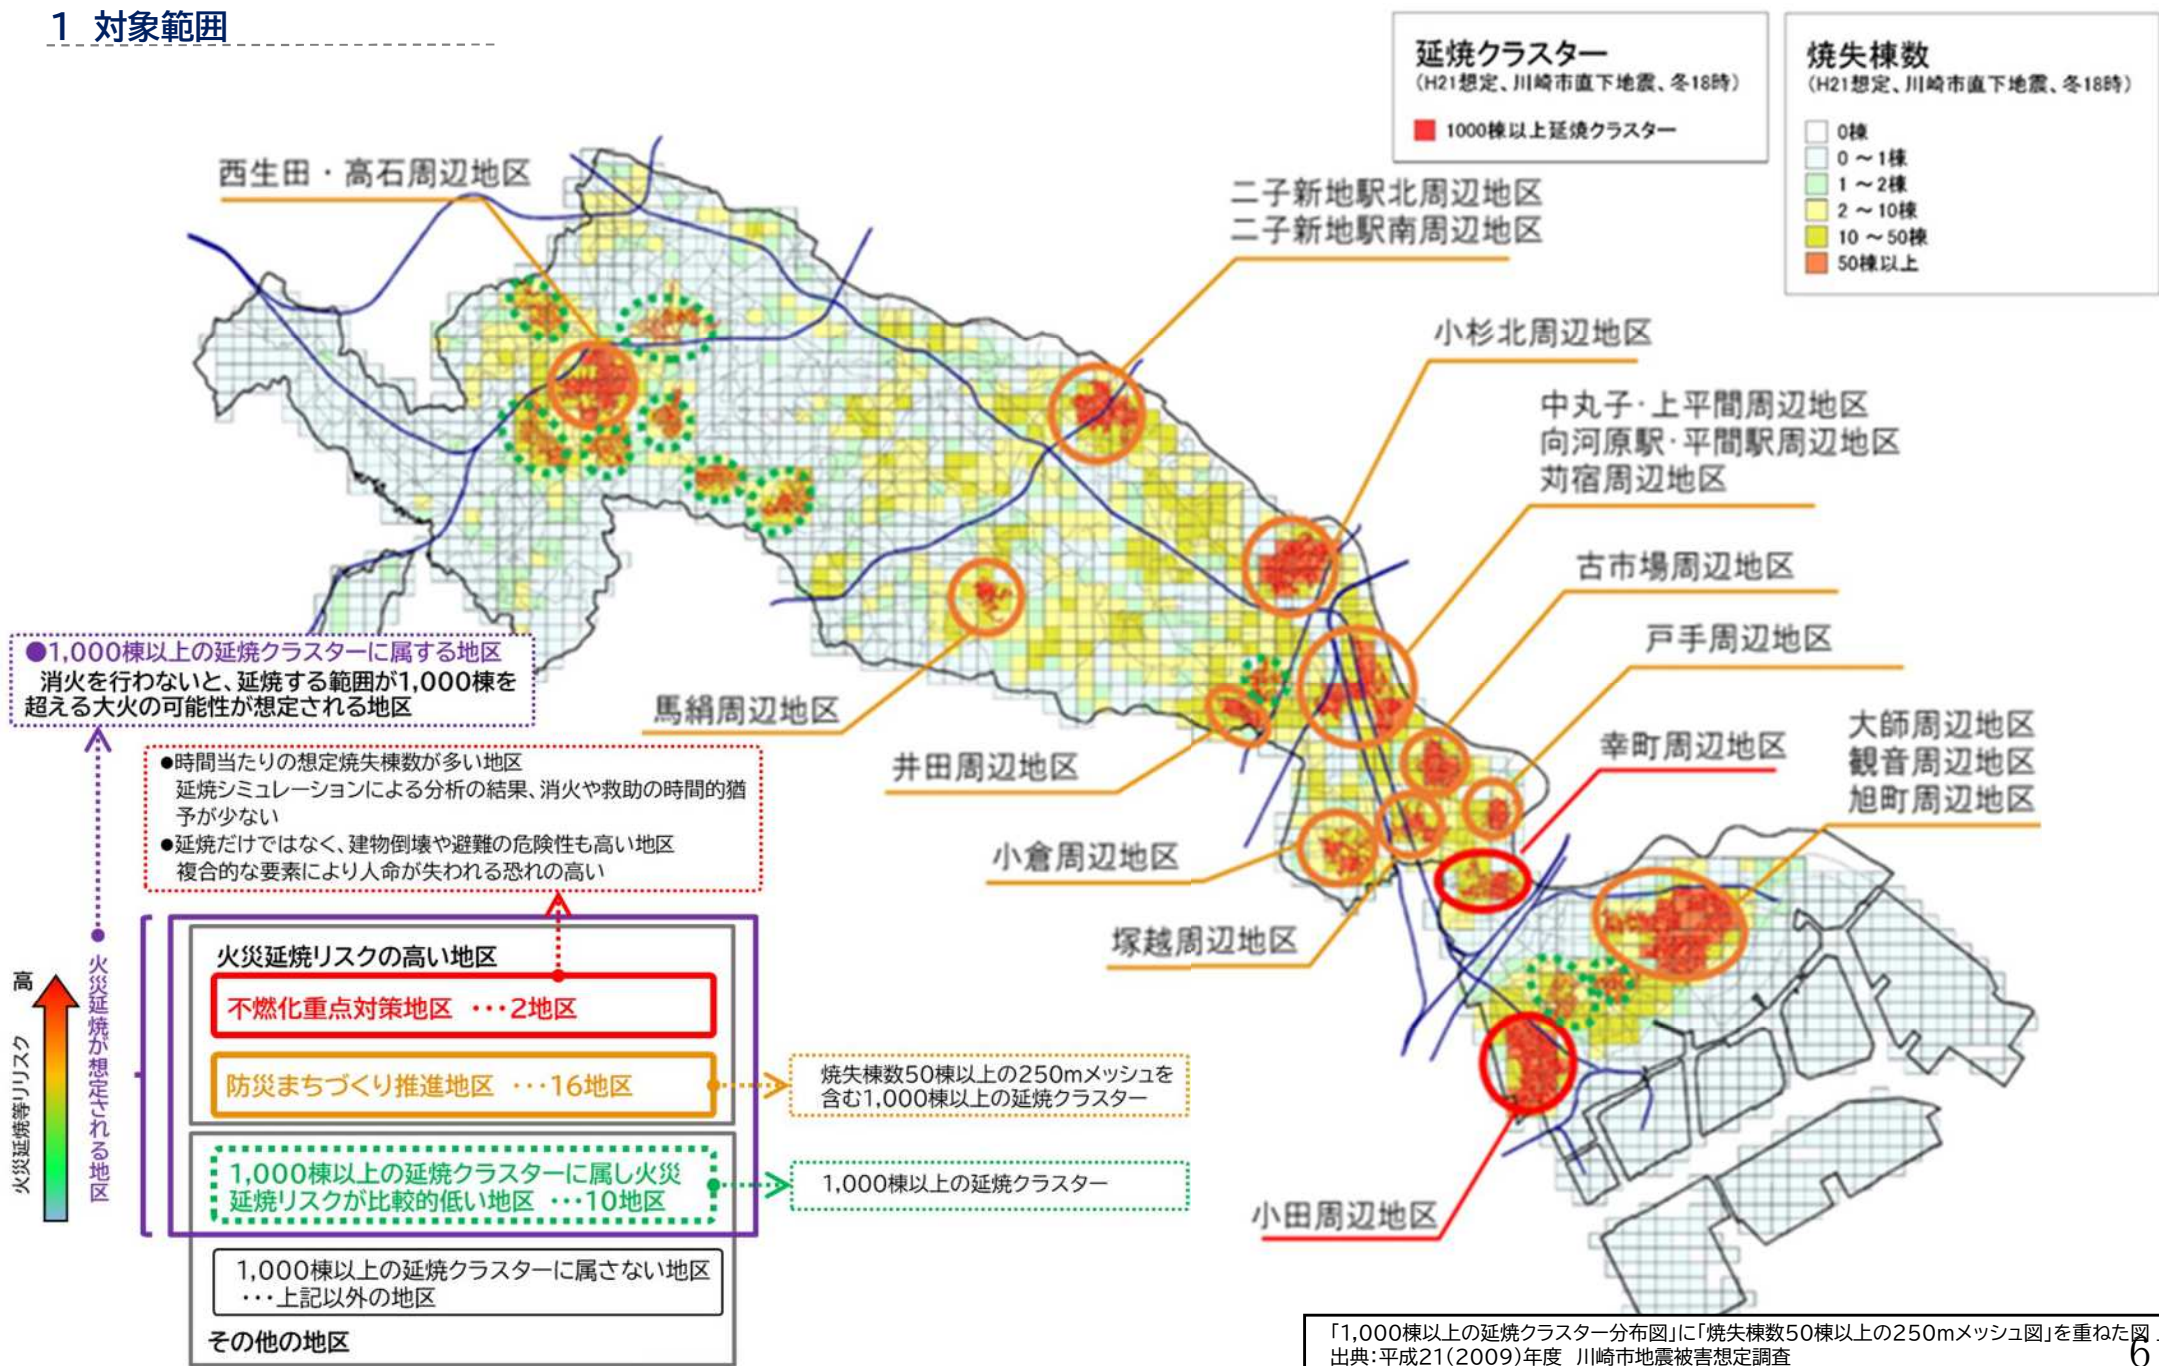 1 対象範囲
延焼クラスター
(H21想定、川崎市直下地震、冬18時)
1000棟以上延焼クラスター
焼失棟数
(H21想定、川崎市直下地震、冬18時)
0棟
0～1棟
1～2棟
2～10棟
10～50棟
50棟以上
西生田・高石周辺地区
二子新地駅北周辺地区
二子新地駅南周辺地区
小杉北周辺地区
中丸子・上平間周辺地区
向河原駅・平間駅周辺地区
苅宿周辺地区
古市場周辺地区
戸手周辺地区
幸町周辺地区
大師周辺地区
観音周辺地区
旭町周辺地区
馬絹周辺地区
井田周辺地区
小倉周辺地区
塚越周辺地区
小田周辺地区
●1,000棟以上の延焼クラスターに属する地区
消火を行わないと、延焼する範囲が1,000棟を
超える大火の可能性が想定される地区
●時間当たりの想定焼失棟数が多い地区
延焼シミュレーションによる分析の結果、消火や救助の時間的猶
予が少ない
●延焼だけではなく、建物倒壊や避難の危険性も高い地区
複合的な要素により人命が失われる恐れの高い
高
火災延焼等リリスク
火災延焼が想定される地区
火災延焼リスクの高い地区
不燃化重点対策地区 ・・・2地区
防災まちづくり推進地区 ・・・16地区
焼失棟数50棟以上の250mメッシュを
含む1,000棟以上の延焼クラスター
1,000棟以上の延焼クラスターに属し火災
延焼リスクが比較的低い地区 ・・・10地区
1,000棟以上の延焼クラスター
1,000棟以上の延焼クラスターに属さない地区
・・・上記以外の地区
その他の地区
「1,000棟以上の延焼クラスター分布図」に「焼失棟数50棟以上の250mメッシュ図」を重ねた図」
出典：平成21(2009)年度 川崎市地震被害想定調査
6